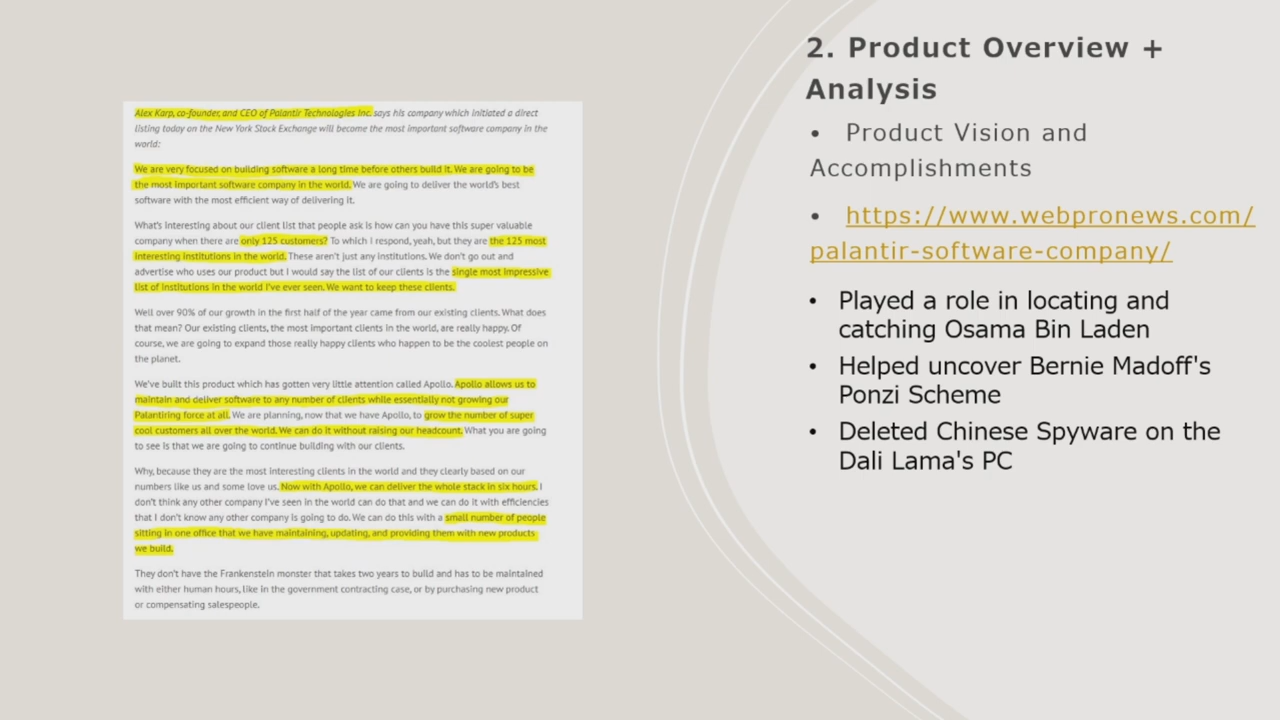 Alex Karp, co-founder, and CEO of Palantir Technologies Inc. says his company which initiated a direct
listing today on the New York Stock Exchange will become the most important software company in the
world:
We are very focused on building software a long time before others build it. We are going to be
the most important software company in the world. We are going to deliver the world's best
software with the most efficient way of delivering it.
What's interesting about our client list that people ask is how can you have this super valuable
company when there are only 125 customers? To which I respond, yeah, but they are the 125 most
interesting institutions in the world. These aren't just any institutions. We don't go out and
advertise who uses our product but I would say the list of our clients is the single most impressive
list of institutions in the world I've ever seen. We want to keep these clients.
Well over 90% of our growth in the first half of the year came from our existing clients. What does
that mean? Our existing clients, the most important clients in the world, are really happy. Of
course, we are going to expand those really happy clients who happen to be the coolest people on
the planet.
We've built this product which has gotten very little attention called Apollo. Apollo allows us to
maintain and deliver software to any number of clients while essentially not growing our
Palantiring force at all. We are planning, now that we have Apollo, to grow the number of super
cool customers all over the world. We can do it without raising our headcount. What you are going
to see is that we are going to continue building with our clients.
Why, because they are the most interesting clients in the world and they clearly based on our
numbers like us and some love us. Now with Apollo, we can deliver the whole stack in six hours. I
don't think any other company I've seen in the world can do that and we can do it with efficiencies
that I don't know any other company is going to do. We can do this with a small number of people
sitting in one office that we have maintaining, updating, and providing them with new products
we build.
They don't have the Frankenstein monster that takes two years to build and has to be maintained
with either human hours, like in the government contracting case, or by purchasing new product
or compensating salespeople.
2. Product Overview +
Analysis
• Product Vision and
Accomplishments
• https://www.webpronews.com/
palantir-software-company/
• Played a role in locating and
catching Osama Bin Laden
• Helped uncover Bernie Madoff's
Ponzi Scheme
• Deleted Chinese Spyware on the
Dali Lama's PC